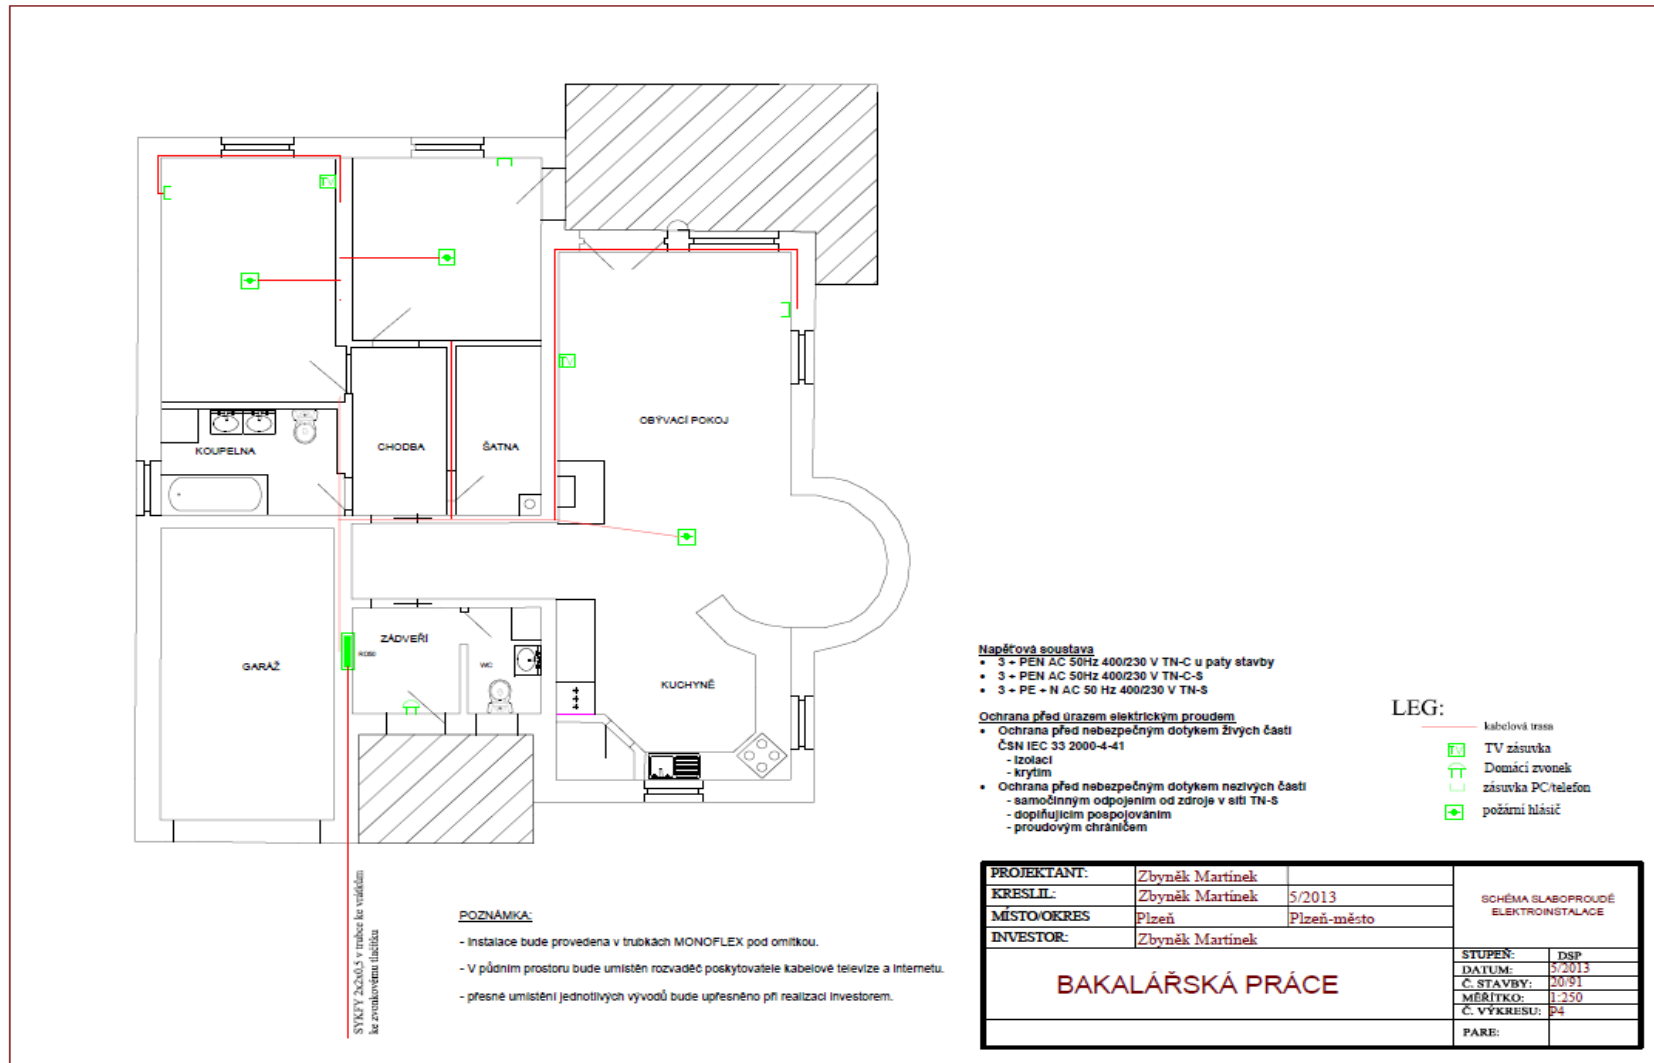 TV
TV
OBÝVACÍ POKOJ
KOUPELNA
CHODBA
ŠATNA
ZÁDVEŘÍ
GARÁŽ
WC
KUCHYNĚ
Napěťová soustava
• 3 + PEN AC 50Hz 400/230 V TN-C u paty stavby
• 3 + PEN AC 50Hz 400/230 V TN-C-S
• 3 + PE + N AC 50 Hz 400/230 V TN-S
Ochrana před úrazem elektrickým proudem
• Ochrana před nebezpečným dotykem živých částí
ČSN IEC 33 2000-4-41
- Izolací
- krytím
• Ochrana před nebezpečným dotykem neživých částí
- samočinným odpojením od zdroje v síti TN-S
- doplňujícím pospojováním
- proudovým chráničem
LEG:
kabelová trasa
TV TV zásuvka
Domácí zvonek
zásuvka PC/telefon
požární hlásič
SYKFY 2x2x0,5 v trubce ke vrátkům
ke zvonkovému tlačítku
POZNÁMKA:
- Instalace bude provedena v trubkách MONOFLEX pod omítkou.
- V půdním prostoru bude umístěn rozvaděč poskytovatele kabelové televize a internetu.
- přesné umístění jednotlivých vývodů bude upřesněno při realizaci investorem.
PROJEKTANT: Zbyněk Martínek
KRESLIL: Zbyněk Martínek 5/2013
MÍSTO/OKRES Plzeň Plzeň-město
INVESTOR: Zbyněk Martínek
SCHÉMA SLABOPROUDÉ
ELEKTROINSTALACE
BAKALÁŘSKÁ PRÁCE
STUPEŇ: DSP
DATUM: 5/2013
Č. STAVBY: 20/91
MĚŘÍTKO: 1:250
Č. VÝKRESU: P4
PARE: